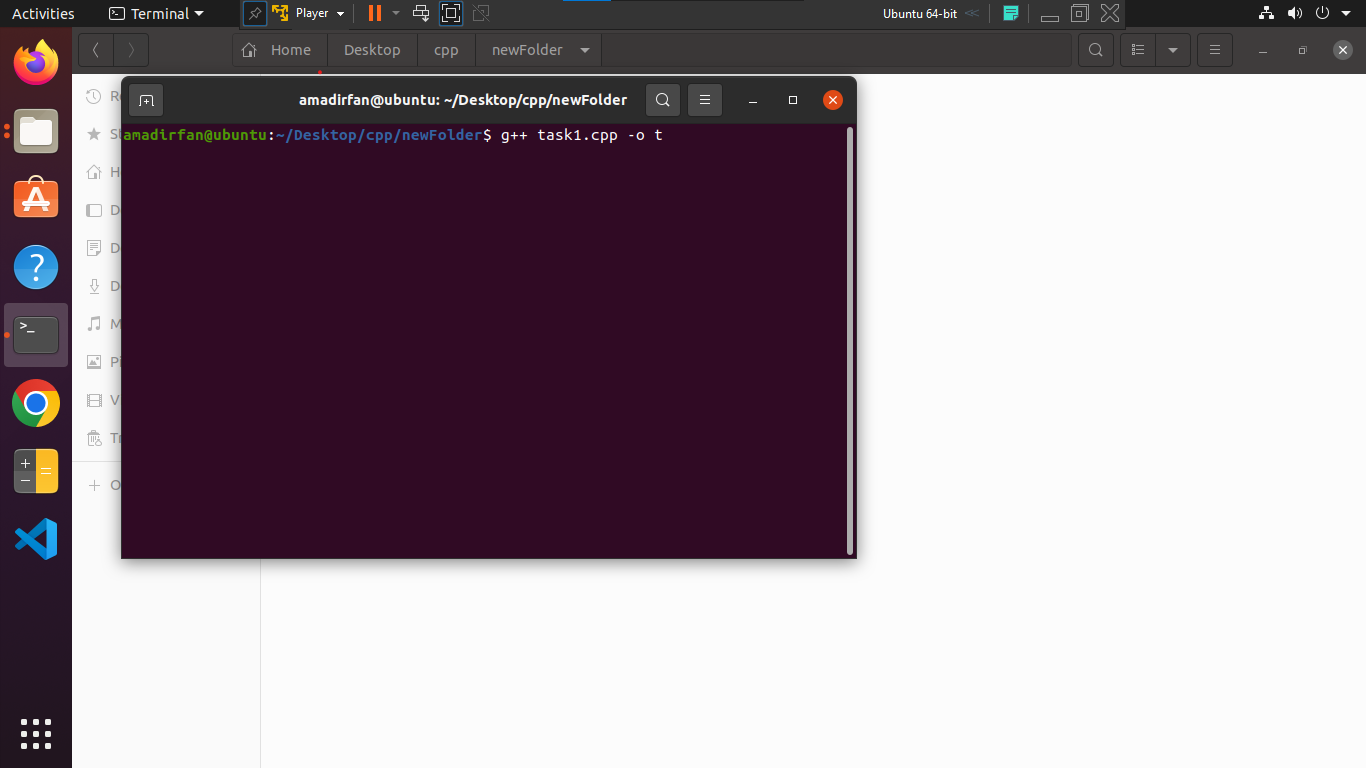 Activities Terminal Player Ubuntu 64-bit
Home Desktop cpp newFolder
amadirfan@ubuntu: ~/Desktop/cpp/newFolder
amadirfan@ubuntu:~/Desktop/cpp/newFolder$ g++ task1.cpp -o t